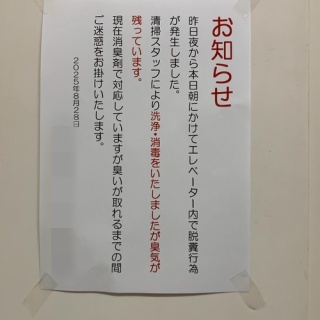 お知らせ
昨日夜から本日朝にかけてエレベーター内で脱糞行為
が発生しました。
清掃スタッフにより洗浄・消毒をいたしましたが臭気が
残っています。
現在消臭剤で対応していますが臭いが取れるまでの間
ご迷惑をお掛けいたします。
2025年8月28日